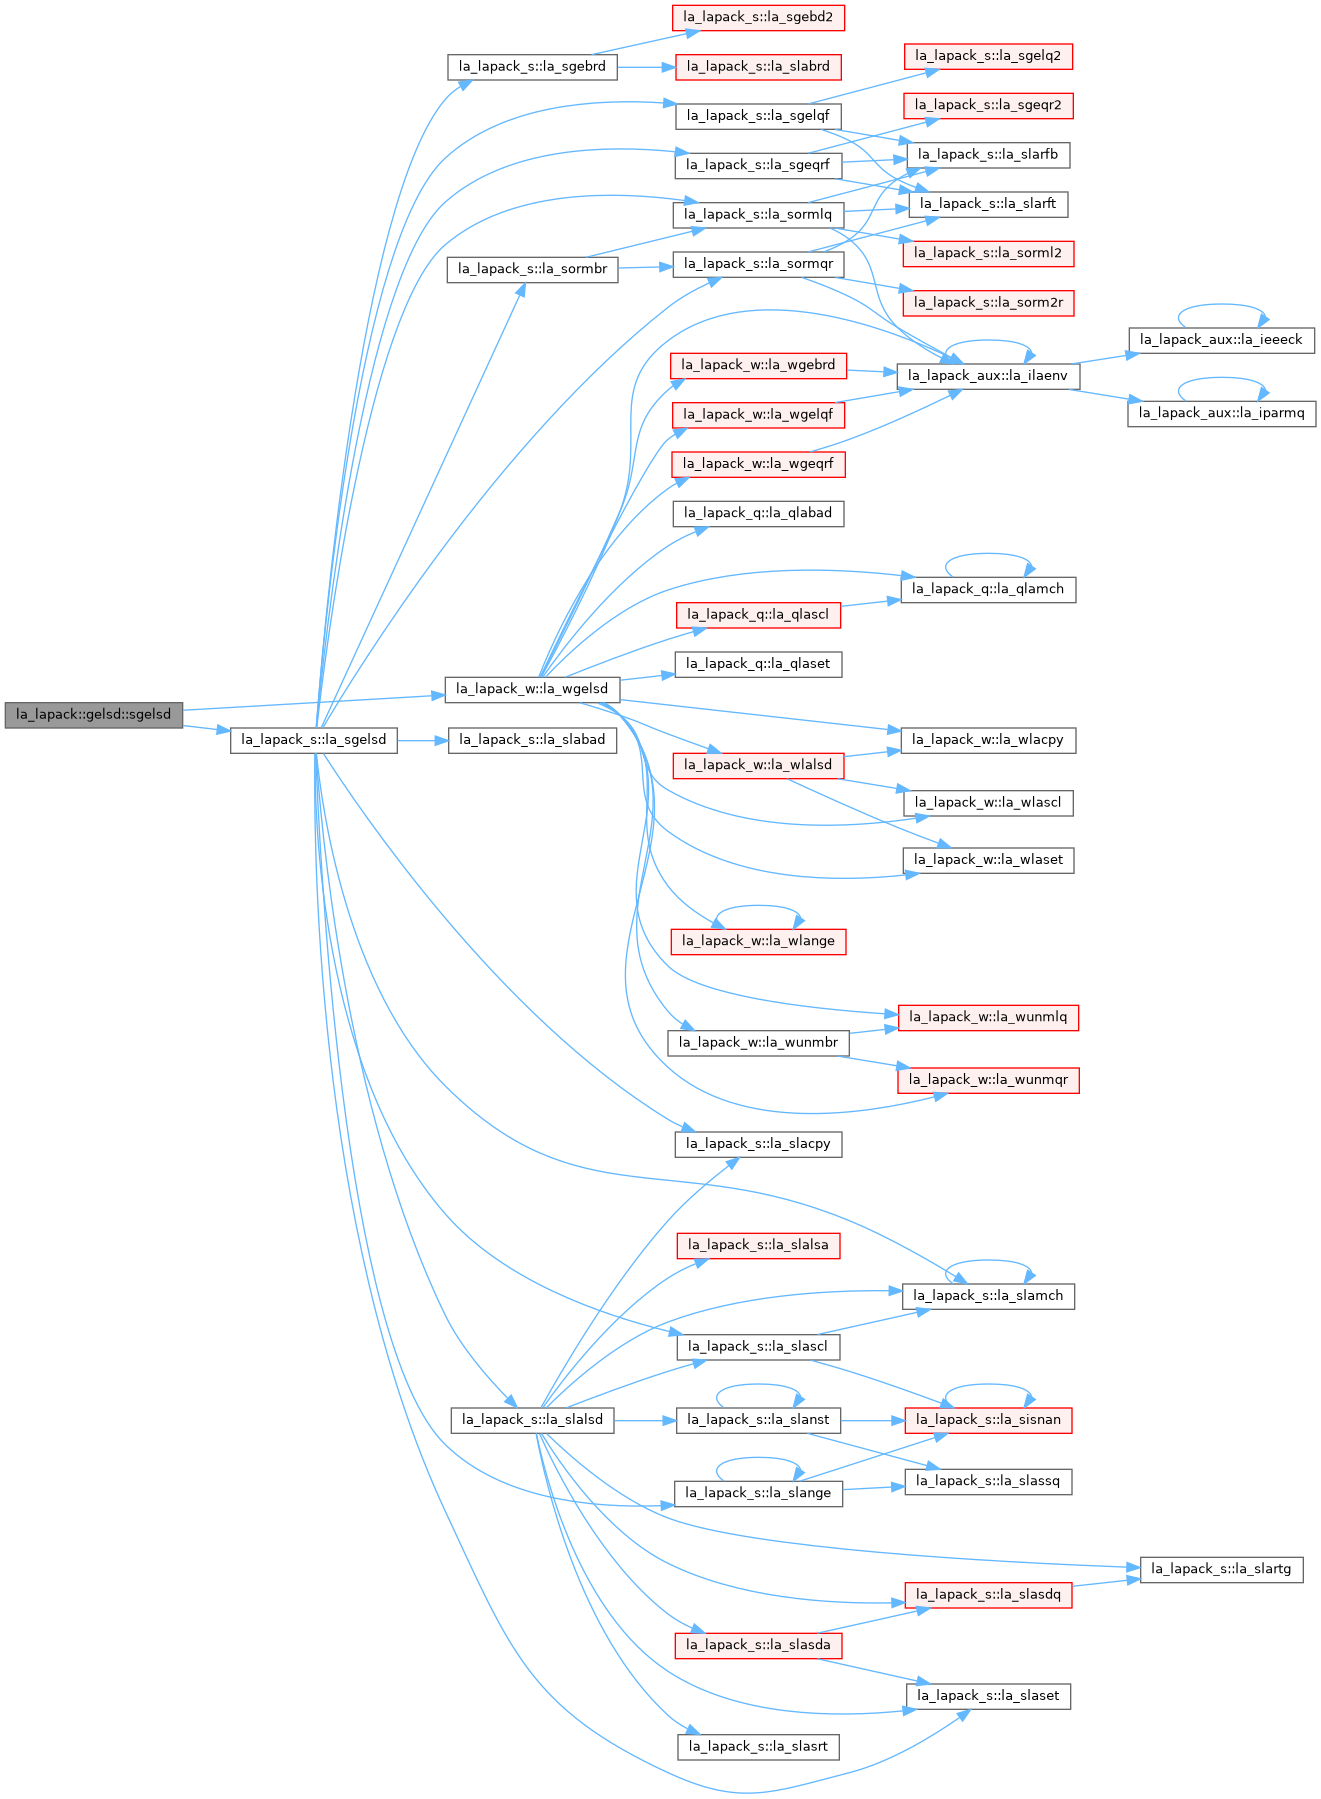 la_lapack_s::la_sgebd2
la_lapack_s::la_sgebrd
la_lapack_s::la_slabrd
la_lapack_s::la_sgelq2
la_lapack_s::la_sgelqf
la_lapack_s::la_sgeqr2
la_lapack_s::la_sgeqrf
la_lapack_s::la_slarfb
la_lapack_s::la_slarft
la_lapack_s::la_sormlq
la_lapack_s::la_sorml2
la_lapack_s::la_sormbr
la_lapack_s::la_sormqr
la_lapack_s::la_sorm2r
la_lapack_aux::la_ieeeck
la_lapack_w::la_wgebrd
la_lapack_aux::la_ilaenv
la_lapack_w::la_wgelqf
la_lapack_aux::la_iparmq
la_lapack_w::la_wgeqrf
la_lapack_q::la_qlabad
la_lapack_q::la_qlamch
la_lapack_q::la_qlascl
la_lapack_q::la_qlaset
la_lapack_w::la_wgelsd
la_lapack::gelsd::sgelsd
la_lapack_s::la_sgelsd
la_lapack_s::la_slabad
la_lapack_w::la_wlacpy
la_lapack_w::la_wlalsd
la_lapack_w::la_wlascl
la_lapack_w::la_wlaset
la_lapack_w::la_wlange
la_lapack_w::la_wunmlq
la_lapack_w::la_wunmbr
la_lapack_w::la_wunmqr
la_lapack_s::la_slacpy
la_lapack_s::la_slalsa
la_lapack_s::la_slamch
la_lapack_s::la_slascl
la_lapack_s::la_slalsd
la_lapack_s::la_slanst
la_lapack_s::la_sisnan
la_lapack_s::la_slassq
la_lapack_s::la_slange
la_lapack_s::la_slartg
la_lapack_s::la_slasdq
la_lapack_s::la_slasda
la_lapack_s::la_slaset
la_lapack_s::la_slasrt